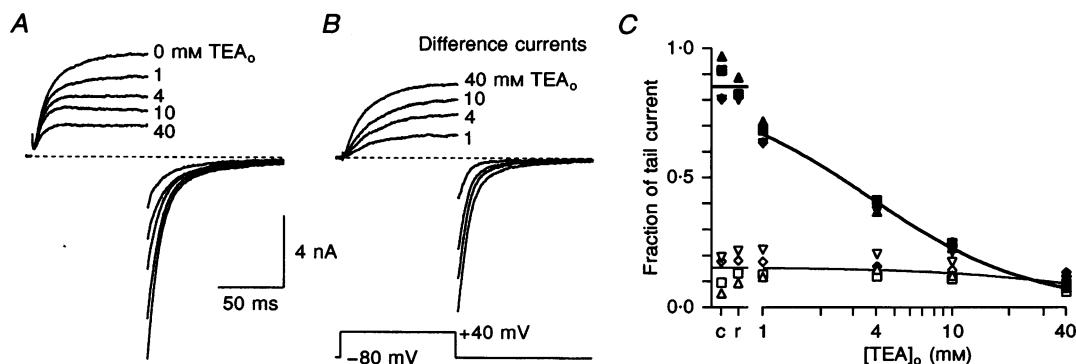 A
0 mM TEAo
1
4
10
40
4 nA
50 ms
B
Difference currents
40 mM TEAo
10
4
1
+40 mV
−80 mV
C
Fraction of tail current
1·0
0·5
0·0
c r 1 4 10 40
[TEA]o (mM)